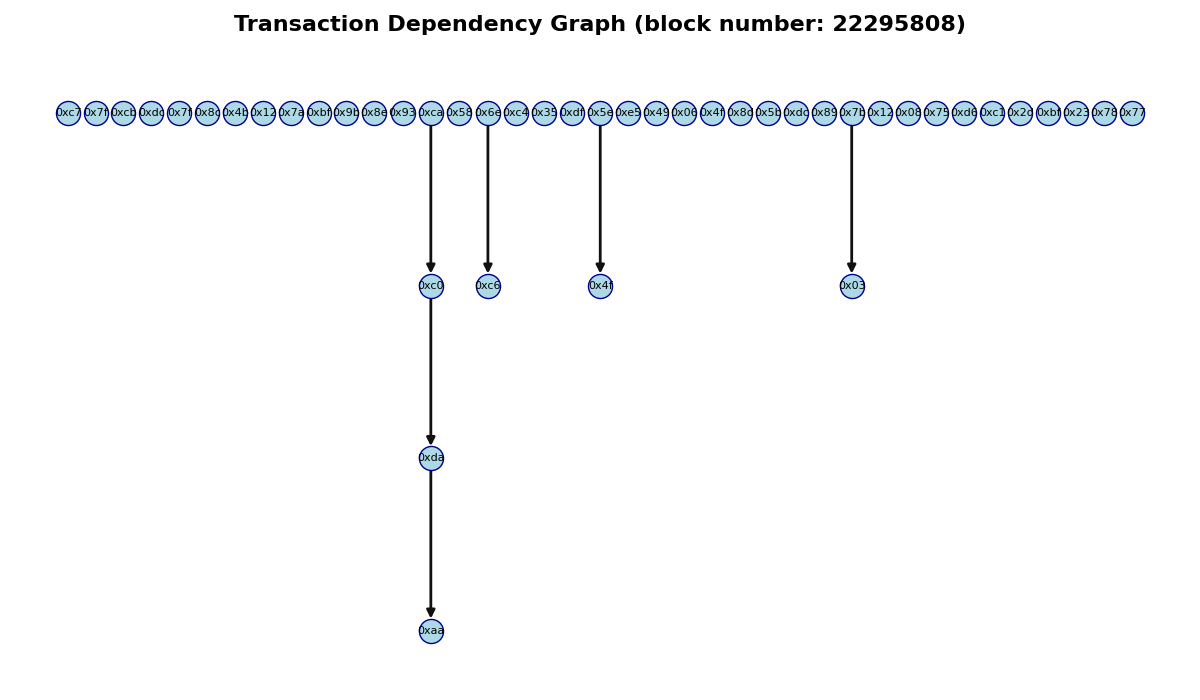 Transaction Dependency Graph (block number: 22295808)
0xc7 0x7f 0xcb 0xdc 0x7f 0x8c 0x4b 0x12 0x7a 0xbf 0x9b 0x8e 0x93 0xca 0x58 0x6e 0xc4 0x35 0xdf 0x5e 0xe5 0x49 0x06 0x4f 0x8d 0x5b 0xdc 0x89 0x7b 0x12 0x08 0x75 0xd6 0xc1 0x2d 0xbf 0x23 0x78 0x77
0xc0 0xc6 0x4f 0x03
0xda
0xaa